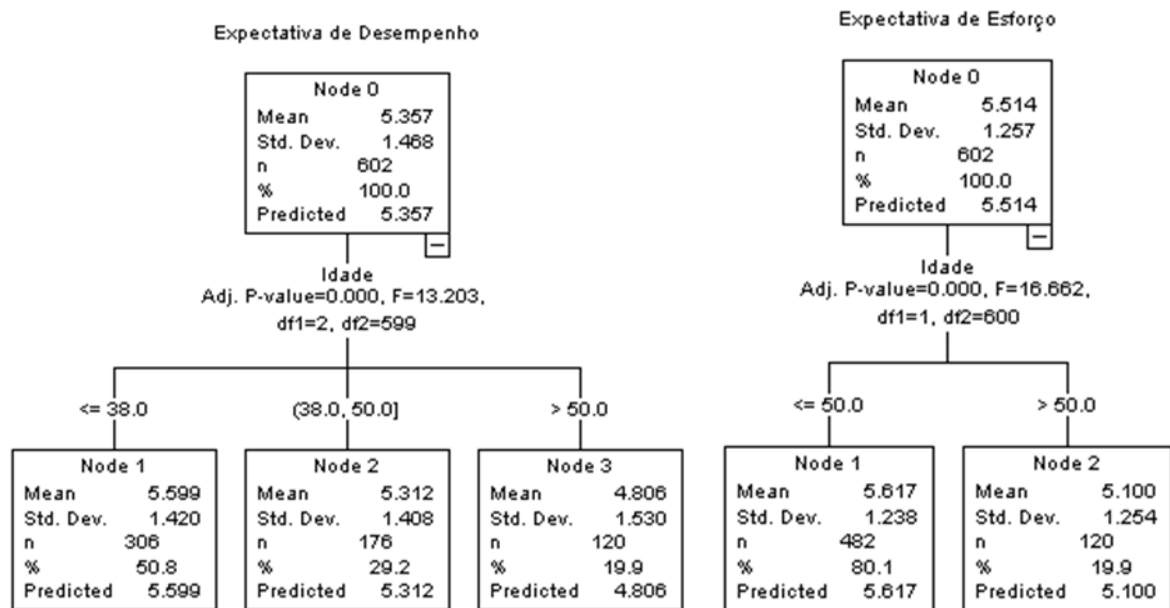 Expectativa de Desempenho
Node 0
Mean 5.357
Std. Dev. 1.468
n 602
% 100.0
Predicted 5.357
Idade
Adj. P-value=0.000, F=13.203,
df1=2, df2=599
<= 38.0
(38.0, 50.0]
> 50.0
Node 1
Mean 5.599
Std. Dev. 1.420
n 306
% 50.8
Predicted 5.599
Node 2
Mean 5.312
Std. Dev. 1.408
n 176
% 29.2
Predicted 5.312
Node 3
Mean 4.806
Std. Dev. 1.530
n 120
% 19.9
Predicted 4.806
Expectativa de Esforço
Node 0
Mean 5.514
Std. Dev. 1.257
n 602
% 100.0
Predicted 5.514
Idade
Adj. P-value=0.000, F=16.662,
df1=1, df2=600
<= 50.0
> 50.0
Node 1
Mean 5.617
Std. Dev. 1.238
n 482
% 80.1
Predicted 5.617
Node 2
Mean 5.100
Std. Dev. 1.254
n 120
% 19.9
Predicted 5.100